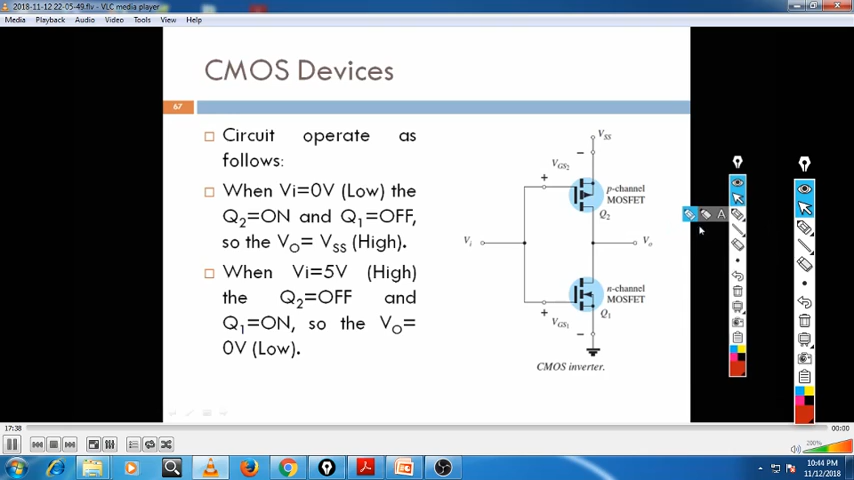 2018-11-12 22-05-49.flv - VLC media player
Media Playback Audio Video Tools View Help
CMOS Devices
67
Circuit operate as
follows:
When Vi=0V (Low) the
Q2=ON and Q1=OFF,
so the VO= VSS (High).
When Vi=5V (High)
the Q2=OFF and
Q1=ON, so the VO=
0V (Low).
VSS
−
VGS2
+
p-channel
MOSFET
Q2
Vi
Vo
n-channel
MOSFET
+
Q1
VGS1
−
CMOS inverter.
A
17:38
00:00
200%
10:44 PM
11/12/2018